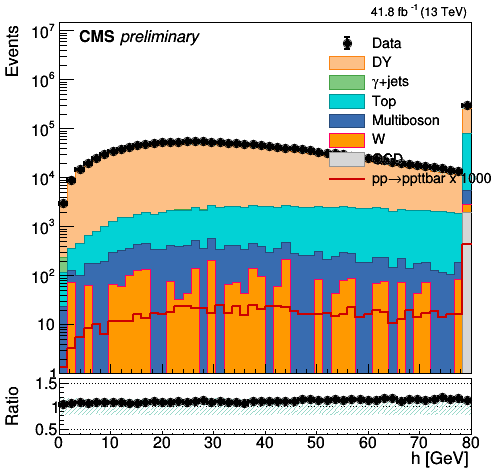 41.8 fb⁻¹ (13 TeV)
CMS preliminary
Events
10⁷
10⁶
10⁵
10⁴
10³
10²
10
1
Data
DY
γ+jets
Top
Multiboson
W
QCD
pp→ppttbar x 1000
Ratio
1.5
1
0.5
0 10 20 30 40 50 60 70 80
h [GeV]